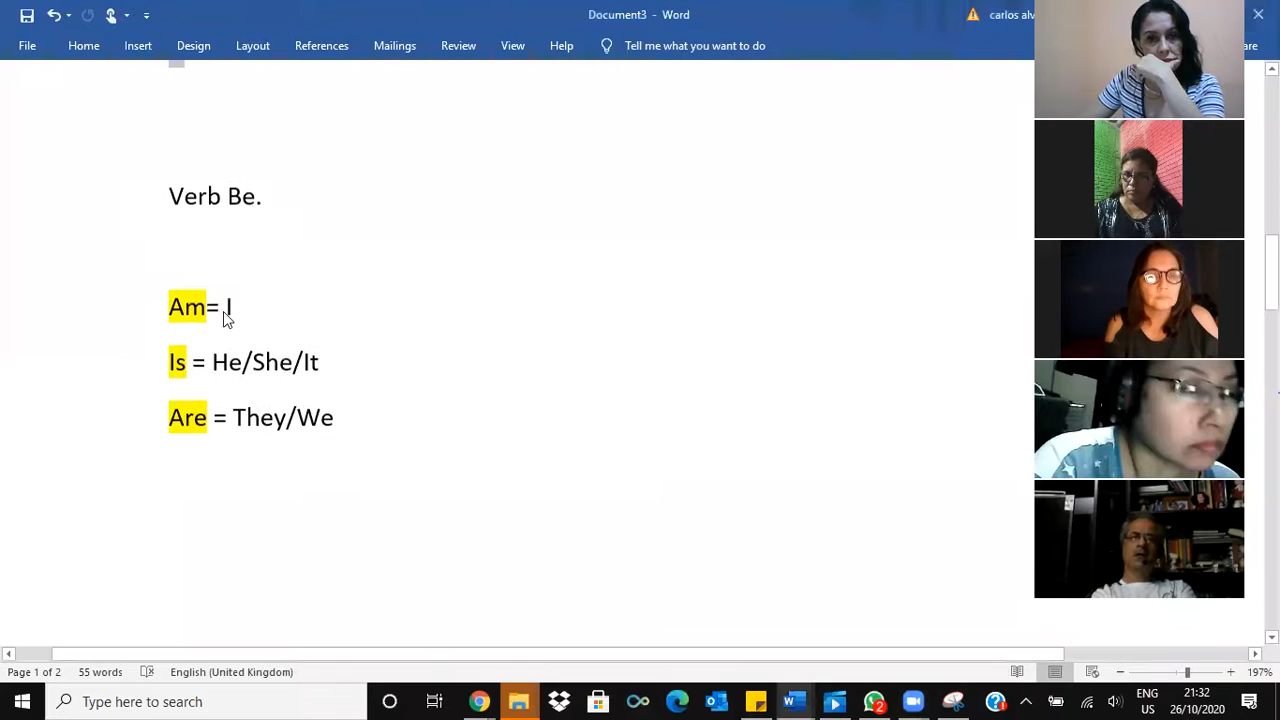 Document3 - Word
carlos alv
File Home Insert Design Layout References Mailings Review View Help Tell me what you want to do are
Verb Be.
Am= I
Is = He/She/It
Are = They/We
Page 1 of 2 55 words English (United Kingdom) 197%
Type here to search
ENG
US
21:32
26/10/2020
2